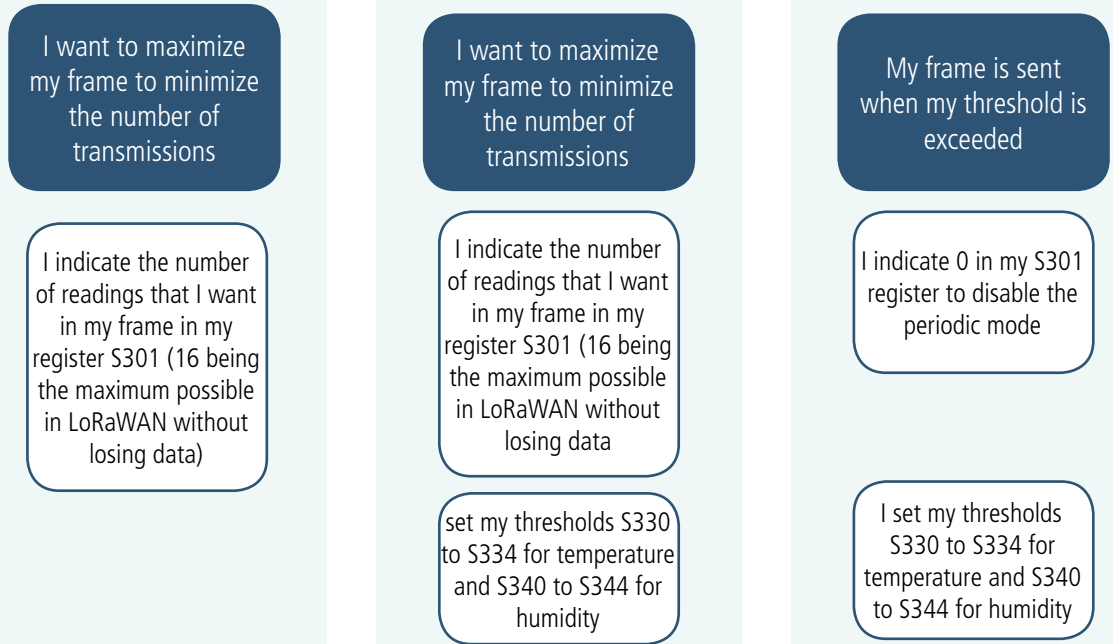 I want to maximize
my frame to minimize
the number of
transmissions
I indicate the number
of readings that I want
in my frame in my
register S301 (16 being
the maximum possible
in LoRaWAN without
losing data)
I want to maximize
my frame to minimize
the number of
transmissions
I indicate the number
of readings that I want
in my frame in my
register S301 (16 being
the maximum possible
in LoRaWAN without
losing data
set my thresholds S330
to S334 for temperature
and S340 to S344 for
humidity
My frame is sent
when my threshold is
exceeded
I indicate 0 in my S301
register to disable the
periodic mode
I set my thresholds
S330 to S334 for
temperature and S340
to S344 for humidity